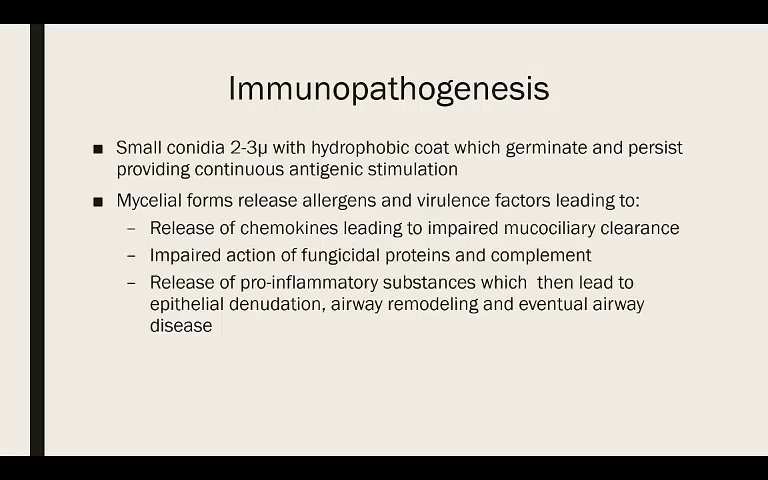 Immunopathogenesis
■ Small conidia 2-3μ with hydrophobic coat which germinate and persist
providing continuous antigenic stimulation
■ Mycelial forms release allergens and virulence factors leading to:
– Release of chemokines leading to impaired mucociliary clearance
– Impaired action of fungicidal proteins and complement
– Release of pro-inflammatory substances which  then lead to
epithelial denudation, airway remodeling and eventual airway
disease